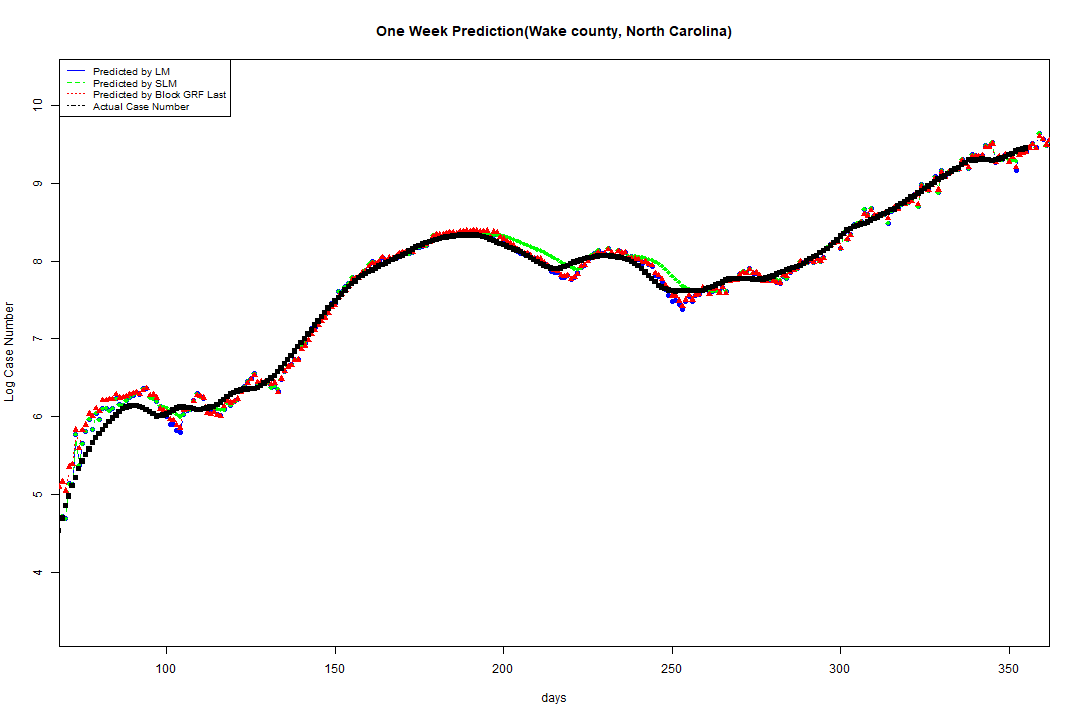 One Week Prediction(Wake county, North Carolina)
Predicted by LM
Predicted by SLM
Predicted by Block GRF Last
Actual Case Number
10
9
8
7
6
5
4
Log Case Number
100 150 200 250 300 350
days